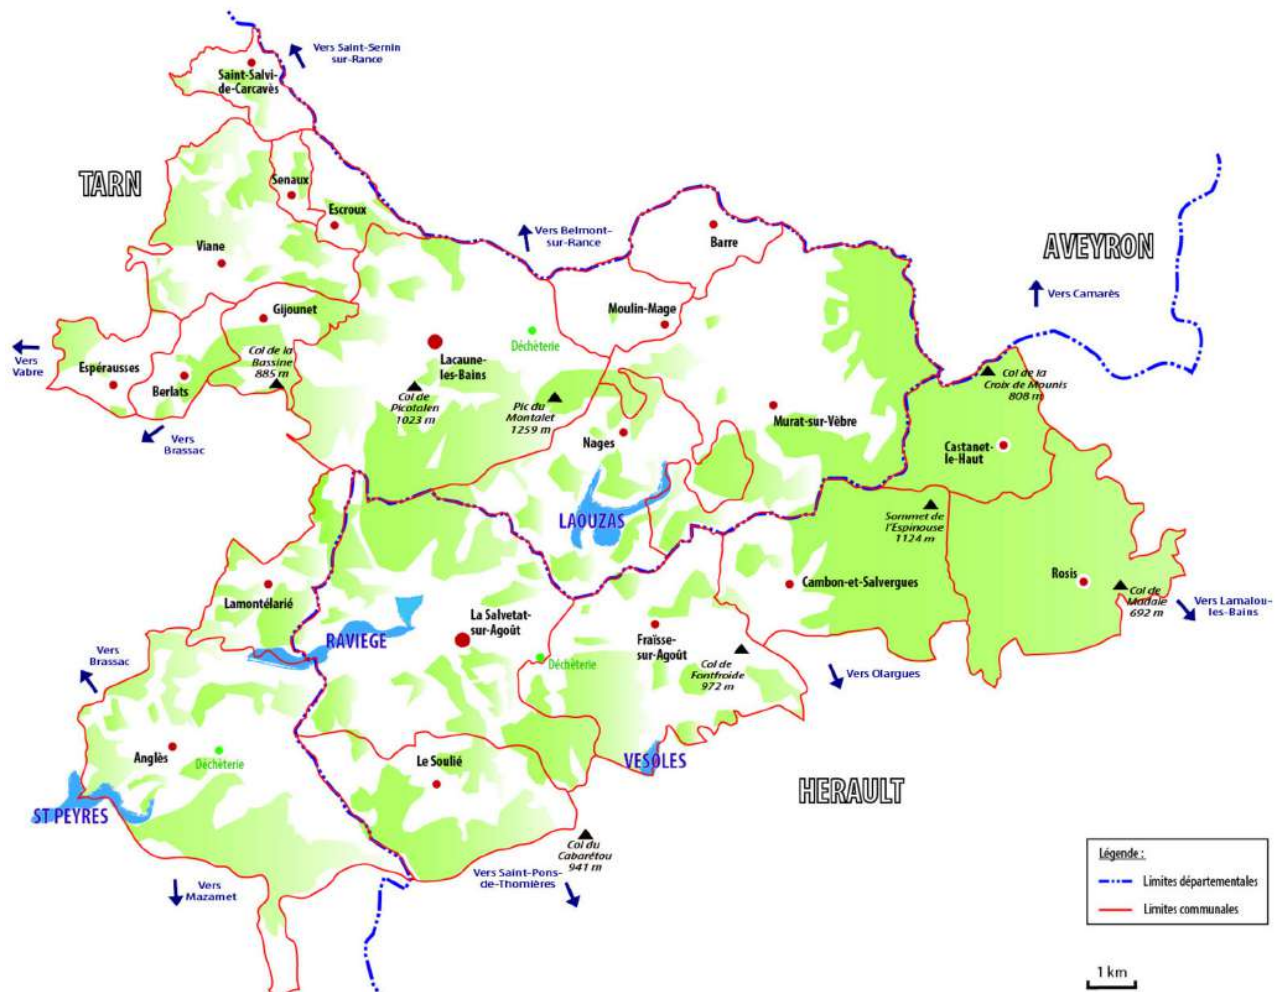 Vers Saint-Sernin
sur-Rance
Saint-Salvi-
de-Carcavès
TARN
Senaux
Escroux
Viane
Vers Belmont-
sur-Rance
Barre
AVEYRON
Vers Camarès
Gijounet
Moulin-Mage
Déchèterie
Vers
Vabre
Espérausses
Berlats
Col de la
Bassine
885 m
Lacaune-
les-Bains
Col de
Picotalen
1023 m
Pic du
Montalet
1259 m
Col de la
Croix de Mounis
808 m
Vers
Brassac
Nages
Murat-sur-Vèbre
Castanet-
le-Haut
LAOUZAS
Sommet de
l'Espinouse
1124 m
Lamontélarié
Cambon-et-Salvergues
Rosis
Col de
Madale
692 m
Vers Lamalou-
les-Bains
RAVIEGE
La Salvetat-
sur-Agoût
Fraïsse-
sur-Agoût
Vers
Brassac
Déchèterie
Col de
Fontfroide
972 m
Vers Olargues
Anglès
Déchèterie
Le Soulié
VESOLES
HERAULT
ST PEYRES
Col du
Cabarétou
941 m
Vers Saint-Pons-
de-Thomières
Vers
Mazamet
Légende :
Limites départementales
Limites communales
1 km